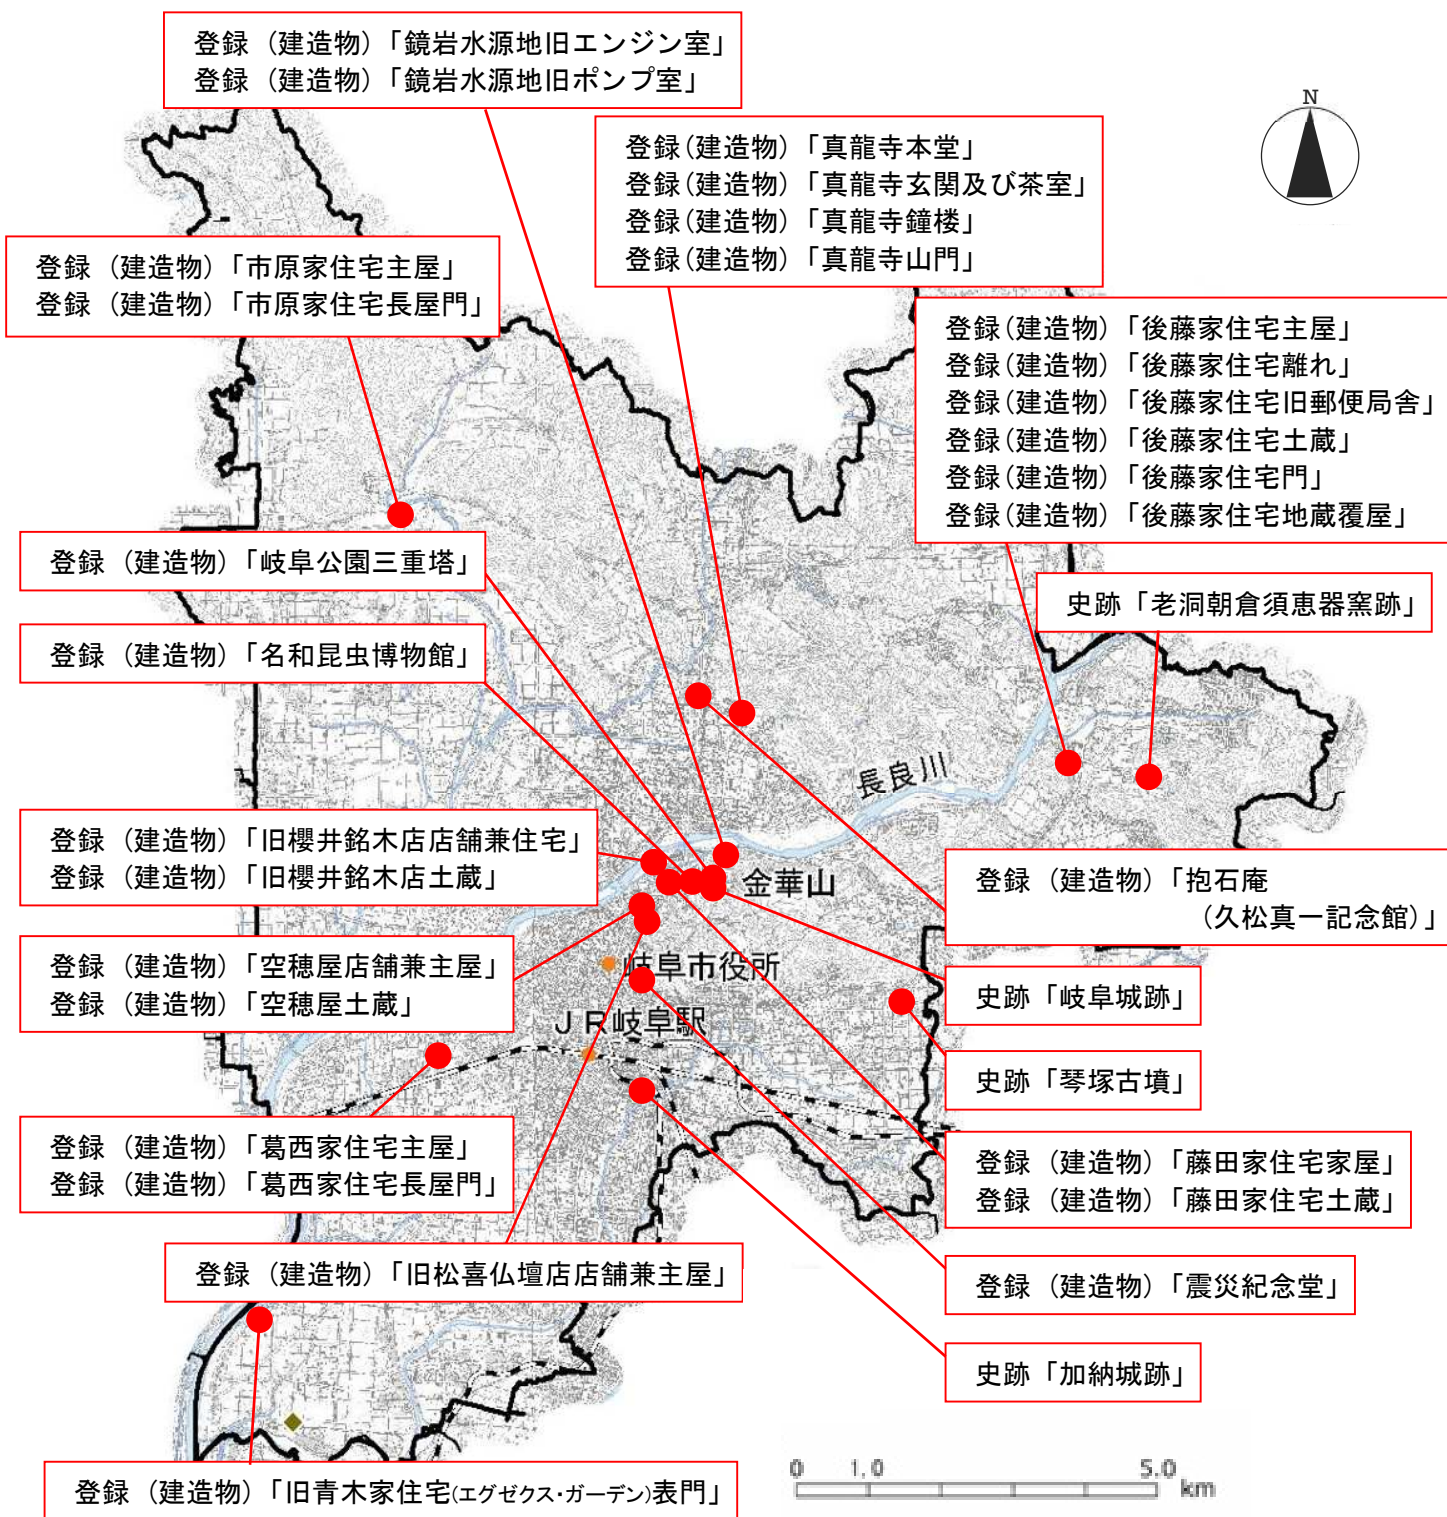 登録（建造物）「鏡岩水源地旧エンジン室」
登録（建造物）「鏡岩水源地旧ポンプ室」
N
登録(建造物)「真龍寺本堂」
登録(建造物)「真龍寺玄関及び茶室」
登録(建造物)「真龍寺鐘楼」
登録(建造物)「真龍寺山門」
登録（建造物）「市原家住宅主屋」
登録（建造物）「市原家住宅長屋門」
登録(建造物)「後藤家住宅主屋」
登録(建造物)「後藤家住宅離れ」
登録(建造物)「後藤家住宅旧郵便局舎」
登録(建造物)「後藤家住宅土蔵」
登録(建造物)「後藤家住宅門」
登録(建造物)「後藤家住宅地蔵覆屋」
登録（建造物）「岐阜公園三重塔」
史跡「老洞朝倉須恵器窯跡」
登録（建造物）「名和昆虫博物館」
長良川
登録（建造物）「旧櫻井銘木店店舗兼住宅」
登録（建造物）「旧櫻井銘木店土蔵」
金華山
登録（建造物）「抱石庵
（久松真一記念館）」
登録（建造物）「空穂屋店舗兼主屋」
登録（建造物）「空穂屋土蔵」
岐阜市役所
史跡「岐阜城跡」
ＪＲ岐阜駅
史跡「琴塚古墳」
登録（建造物）「葛西家住宅主屋」
登録（建造物）「葛西家住宅長屋門」
登録（建造物）「藤田家住宅家屋」
登録（建造物）「藤田家住宅土蔵」
登録（建造物）「旧松喜仏壇店店舗兼主屋」
登録（建造物）「震災紀念堂」
史跡「加納城跡」
登録（建造物）「旧青木家住宅(エグゼクス・ガーデン)表門」
0 1.0 5.0
km